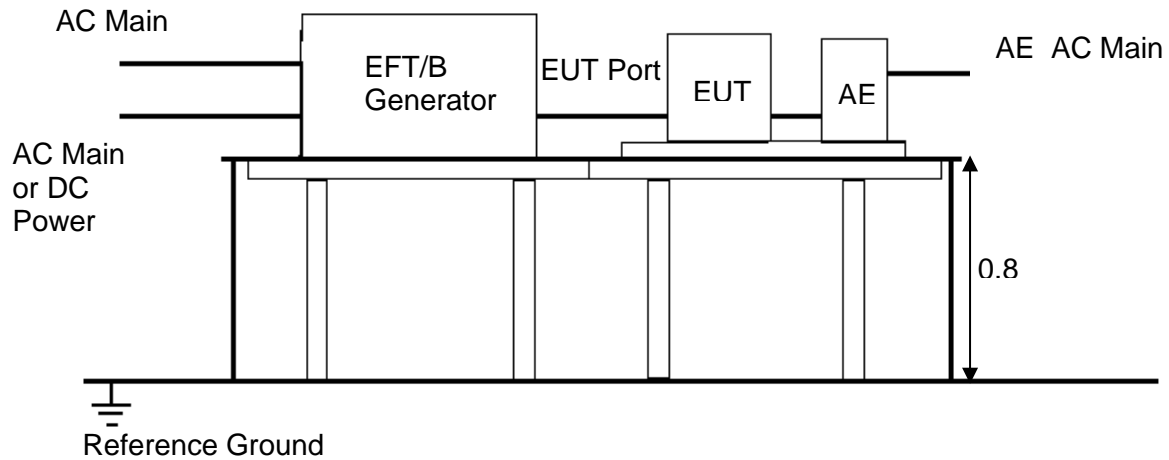 AC Main
EFT/B
Generator
EUT Port
EUT
AE
AE AC Main
AC Main
or DC
Power
0.8
Reference Ground